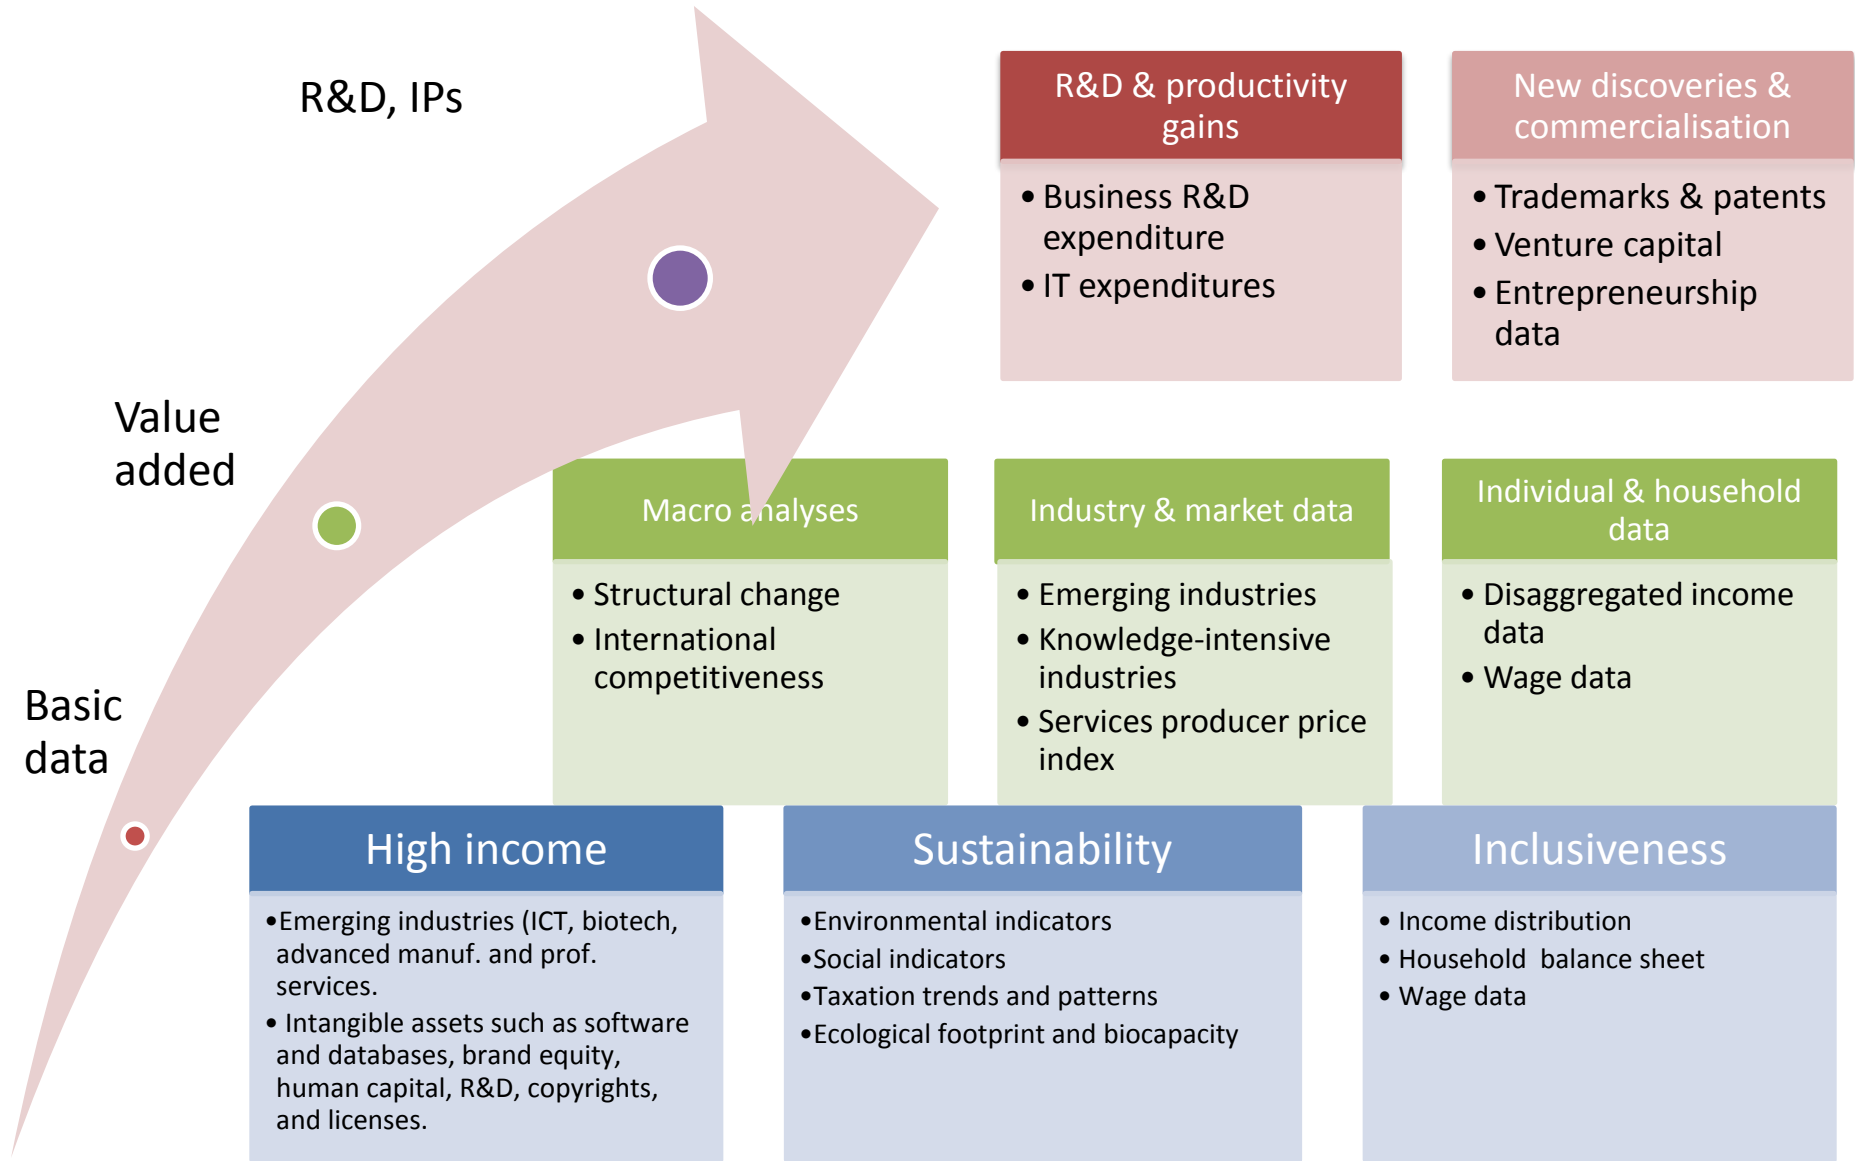 R&D, IPs
R&D & productivity
gains
• Business R&D
expenditure
• IT expenditures
New discoveries &
commercialisation
• Trademarks & patents
• Venture capital
• Entrepreneurship
data
Value
added
Macro analyses
• Structural change
• International
competitiveness
Industry & market data
• Emerging industries
• Knowledge-intensive
industries
• Services producer price
index
Individual & household
data
• Disaggregated income
data
• Wage data
Basic
data
High income
•Emerging industries (ICT, biotech,
advanced manuf. and prof.
services.
• Intangible assets such as software
and databases, brand equity,
human capital, R&D, copyrights,
and licenses.
Sustainability
•Environmental indicators
•Social indicators
•Taxation trends and patterns
•Ecological footprint and biocapacity
Inclusiveness
• Income distribution
• Household balance sheet
• Wage data